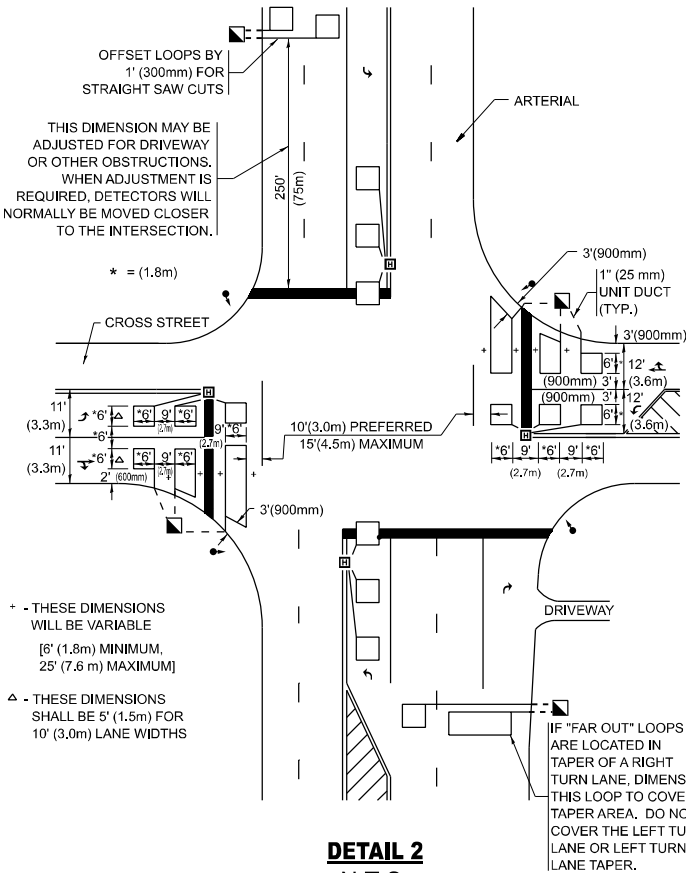 OFFSET LOOPS BY
1' (300mm) FOR
STRAIGHT SAW CUTS
THIS DIMENSION MAY BE
ADJUSTED FOR DRIVEWAY
OR OTHER OBSTRUCTIONS.
WHEN ADJUSTMENT IS
REQUIRED, DETECTORS WILL
NORMALLY BE MOVED CLOSER
TO THE INTERSECTION.
250'
(75m)
ARTERIAL
* = (1.8m)
H
3'(900mm)
1" (25 mm)
UNIT DUCT
(TYP.)
CROSS STREET
3'(900mm)
6'*
12'
(3.6m)
(900mm) 3'
(900mm) 3'
6'*
12'
(3.6m)
H
*6' 9' *6' 9' *6'
(2.7m) (2.7m)
10'(3.0m) PREFERRED
15'(4.5m) MAXIMUM
H
11'
(3.3m)
*6' △
*6' 9' *6'
(2.7m)
9' *6'
(2.7m)
*6'
11'
(3.3m)
*6' △
*6' 9' *6'
(2.7m)
2' (600mm)
3'(900mm)
H
+ - THESE DIMENSIONS
WILL BE VARIABLE
[6' (1.8m) MINIMUM,
25' (7.6 m) MAXIMUM]
△ - THESE DIMENSIONS
SHALL BE 5' (1.5m) FOR
10' (3.0m) LANE WIDTHS
DRIVEWAY
IF "FAR OUT" LOOPS
ARE LOCATED IN
TAPER OF A RIGHT
TURN LANE, DIMENS
THIS LOOP TO COVE
TAPER AREA. DO NO
COVER THE LEFT TU
LANE OR LEFT TURN
LANE TAPER.
DETAIL 2